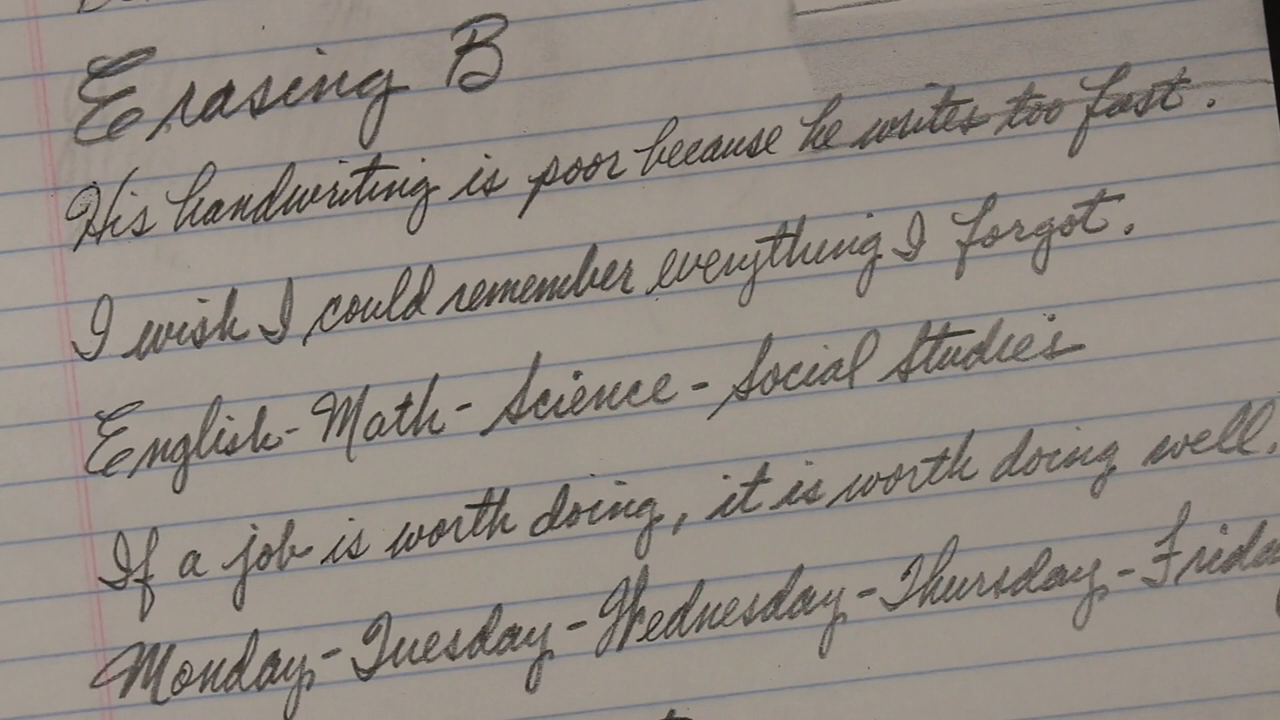 Erasing B
His handwriting is poor because he writes too fast.
I wish I could remember everything I forgot.
English - Math - Science - Social Studies
If a job is worth doing, it is worth doing well.
Monday - Tuesday - Wednesday - Thursday - Friday